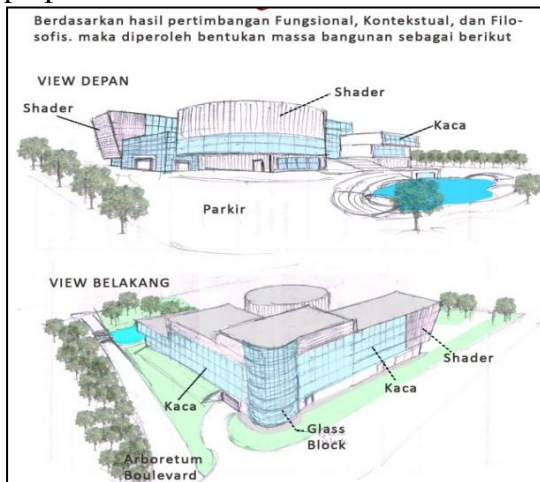 Berdasarkan hasil pertimbangan Fungsional, Kontekstual, dan Filo-
sofis. maka diperoleh bentukan massa bangunan sebagai berikut
VIEW DEPAN
Shader
Shader
Kaca
Parkir
VIEW BELAKANG
Shader
Kaca
Kaca
Glass
Block
Arboretum
Boulevard